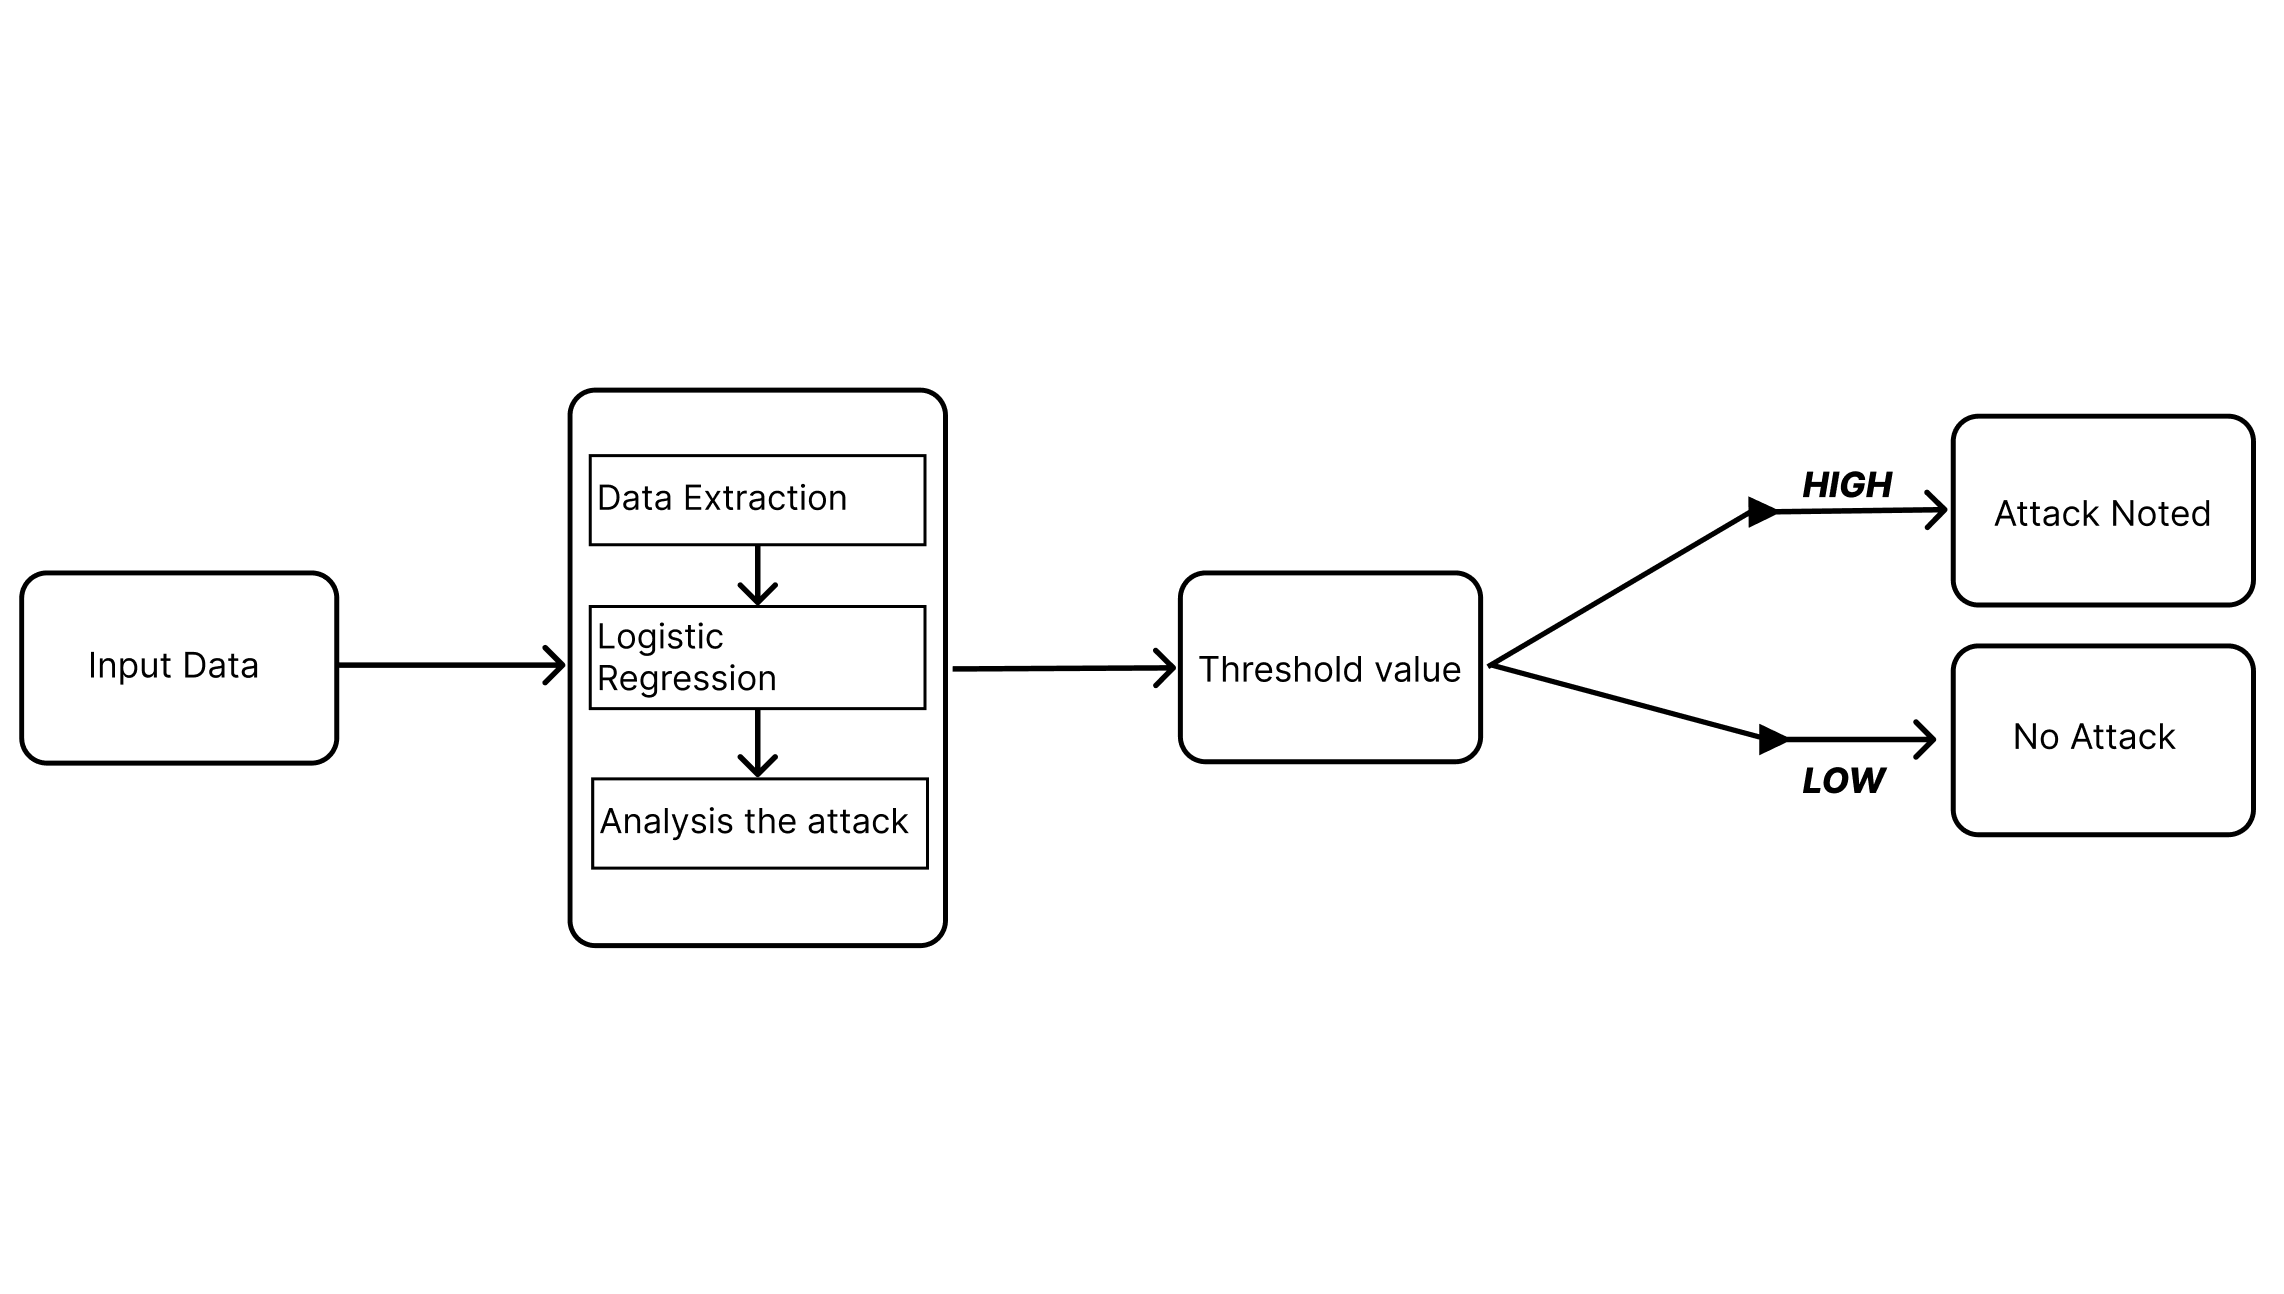 Input Data
Data Extraction
Logistic
Regression
Analysis the attack
Threshold value
HIGH
LOW
Attack Noted
No Attack